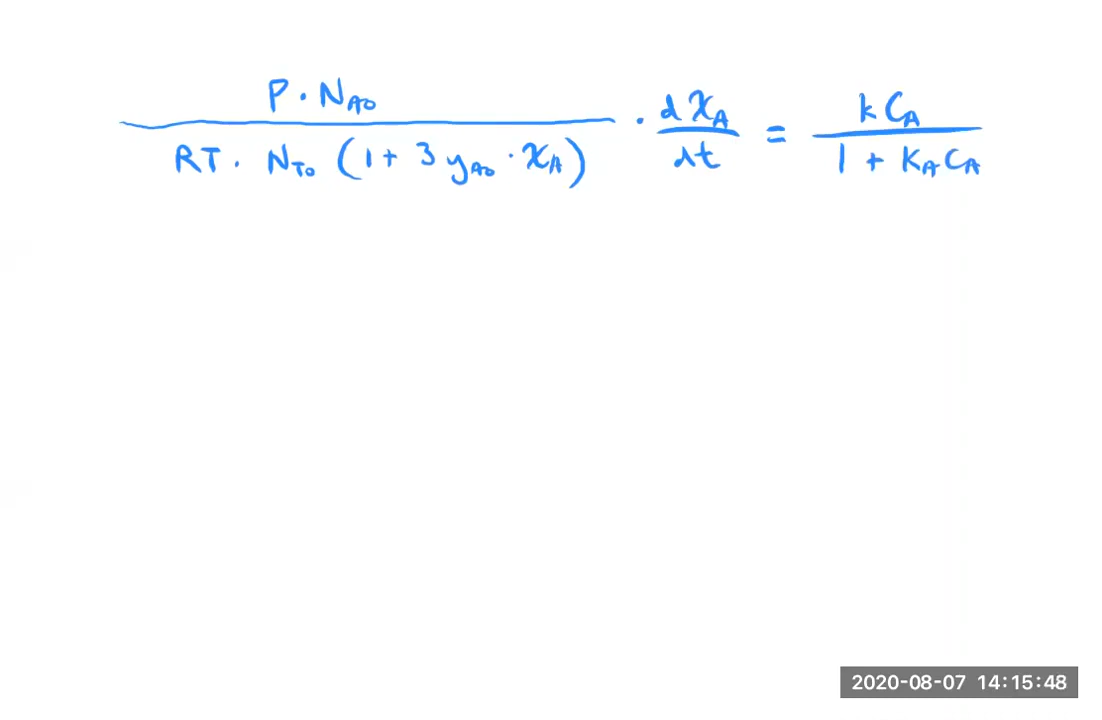 P · N_A0 / RT · N_T0 (1 + 3 y_A0 · X_A) · dX_A / dt = k C_A / 1 + K_A C_A
2020-08-07 14:15:48